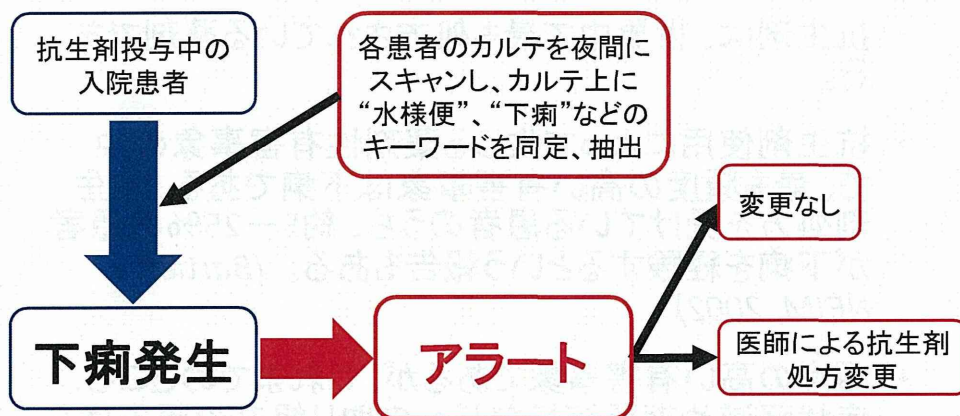 抗生剤投与中の
入院患者
各患者のカルテを夜間に
スキャンし、カルテ上に
“水様便”、“下痢”などの
キーワードを同定、抽出
変更なし
下痢発生
アラート
医師による抗生剤
処方変更